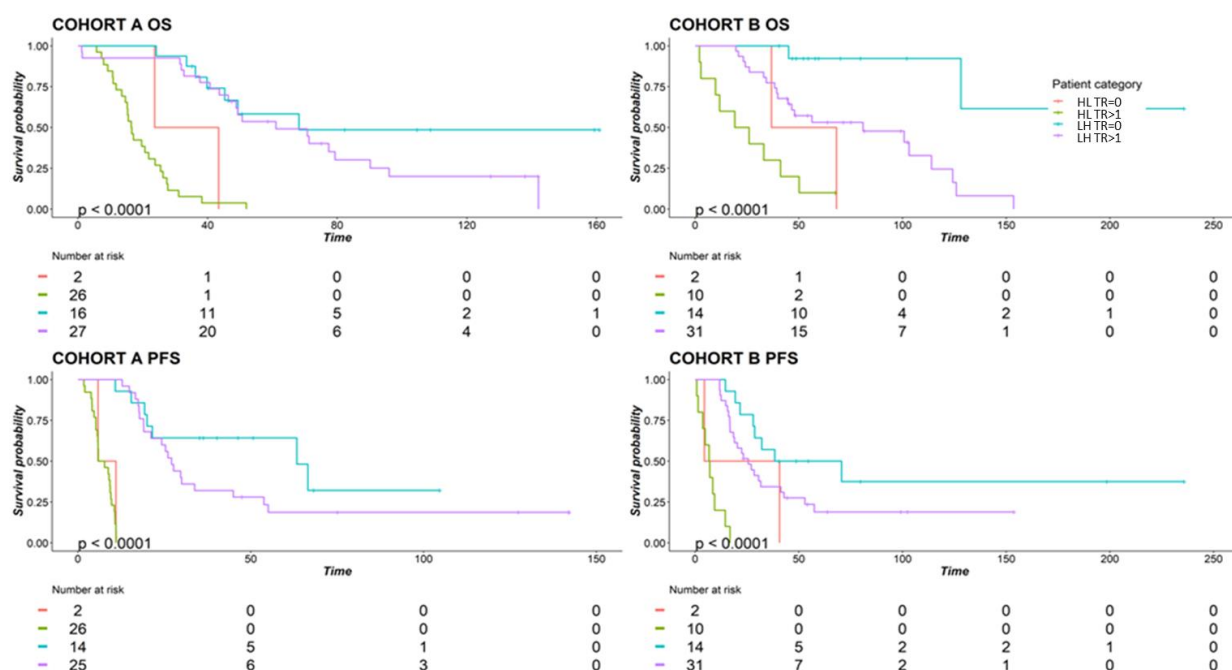 COHORT A OS
1.00
0.75
0.50
0.25
0.00
Survival probability
p < 0.0001
0 40 80 120 160
Time
Number at risk
2 1 0 0 0
26 1 0 0 0
16 11 5 2 1
27 20 6 4 0
COHORT B OS
1.00
0.75
0.50
0.25
0.00
Survival probability
Patient category
HL TR=0
HL TR>1
LH TR=0
LH TR>1
p < 0.0001
0 50 100 150 200 250
Time
Number at risk
2 1 0 0 0 0
10 2 0 0 0 0
14 10 4 2 1 0
31 15 7 1 0 0
COHORT A PFS
1.00
0.75
0.50
0.25
0.00
Survival probability
p < 0.0001
0 50 100 150
Time
Number at risk
2 0 0 0
26 0 0 0
14 5 1 0
25 6 3 0
COHORT B PFS
1.00
0.75
0.50
0.25
0.00
Survival probability
p < 0.0001
0 50 100 150 200 250
Time
Number at risk
2 0 0 0 0 0
10 0 0 0 0 0
14 5 2 2 1 0
31 7 2 1 0 0